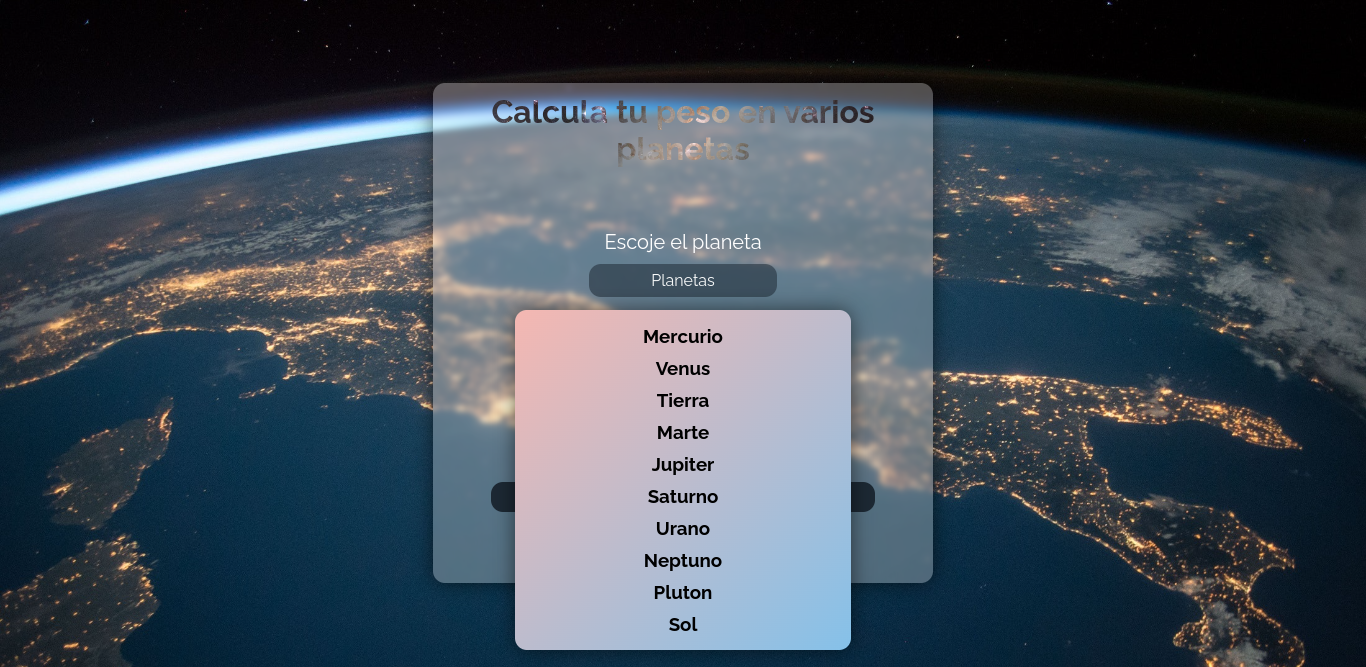 Calcula tu peso en varios
planetas
Escoje el planeta
Planetas
Mercurio
Venus
Tierra
Marte
Jupiter
Saturno
Urano
Neptuno
Pluton
Sol